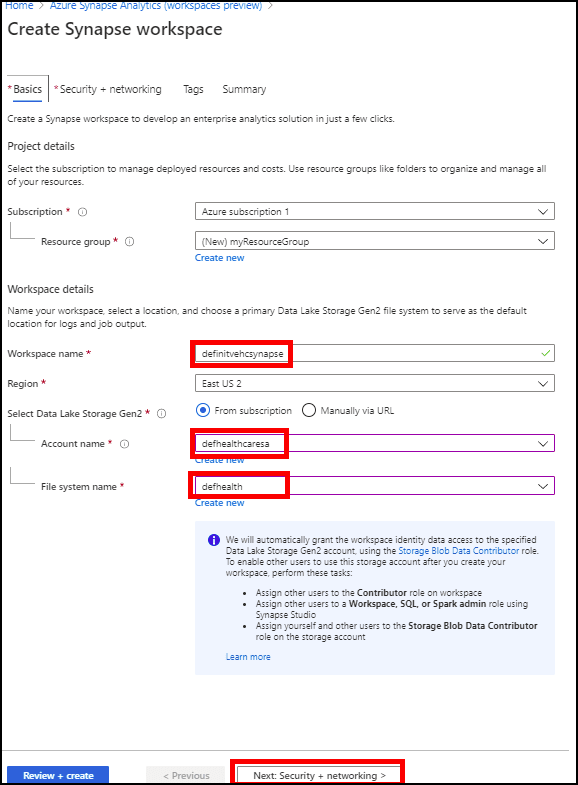 Home > Azure Synapse Analytics (workspaces preview) >
Create Synapse workspace
* Basics * Security + networking Tags Summary
Create a Synapse workspace to develop an enterprise analytics solution in just a few clicks.
Project details
Select the subscription to manage deployed resources and costs. Use resource groups like folders to organize and manage all
of your resources.
Subscription * Azure subscription 1
Resource group * (New) myResourceGroup
Create new
Workspace details
Name your workspace, select a location, and choose a primary Data Lake Storage Gen2 file system to serve as the default
location for logs and job output.
Workspace name * definitvehcsynapse
Region * East US 2
Select Data Lake Storage Gen2 * From subscription Manually via URL
Account name * defhealthcaresa
Create new
File system name * defhealth
Create new
We will automatically grant the workspace identity data access to the specified
Data Lake Storage Gen2 account, using the Storage Blob Data Contributor role.
To enable other users to use this storage account after you create your
workspace, perform these tasks:
• Assign other users to the Contributor role on workspace
• Assign other users to a Workspace, SQL, or Spark admin role using
Synapse Studio
• Assign yourself and other users to the Storage Blob Data Contributor
role on the storage account
Learn more
Review + create < Previous Next: Security + networking >